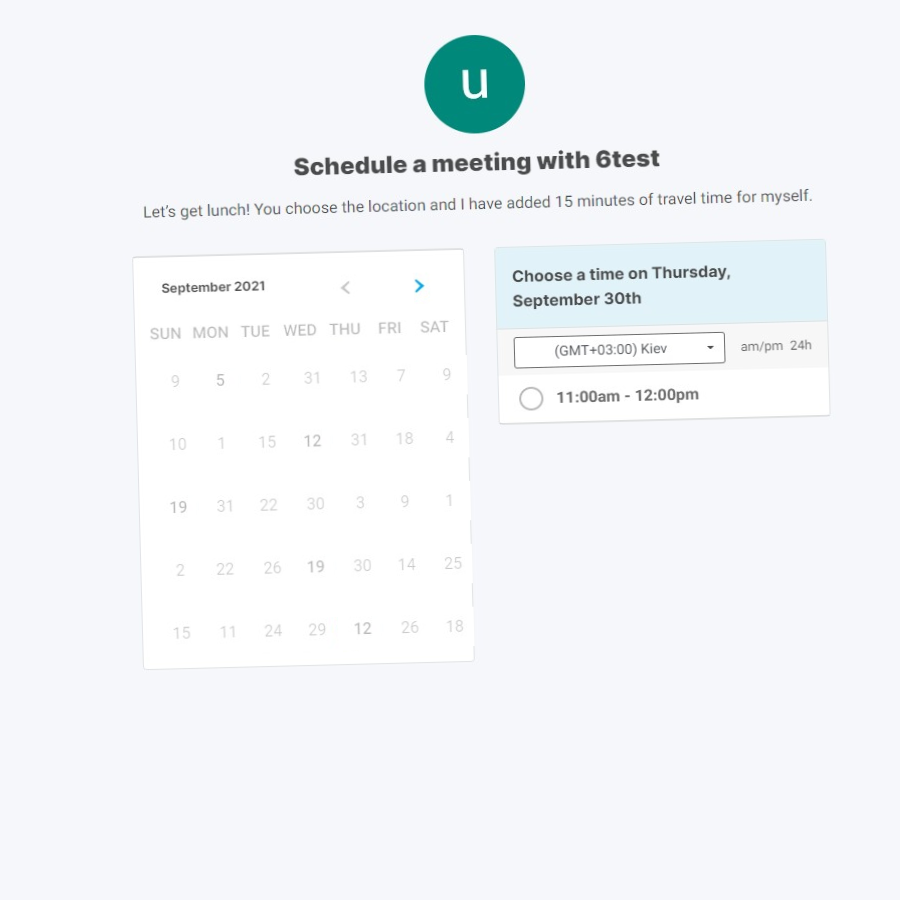 u
Schedule a meeting with 6test
Let's get lunch! You choose the location and I have added 15 minutes of travel time for myself.
September 2021
SUN MON TUE WED THU FRI SAT
9 5 2 31 13 7 9
10 1 15 12 31 18 4
19 31 22 30 3 9 1
2 22 26 19 30 14 25
15 11 24 29 12 26 18
Choose a time on Thursday,
September 30th
(GMT+03:00) Kiev
am/pm 24h
11:00am - 12:00pm